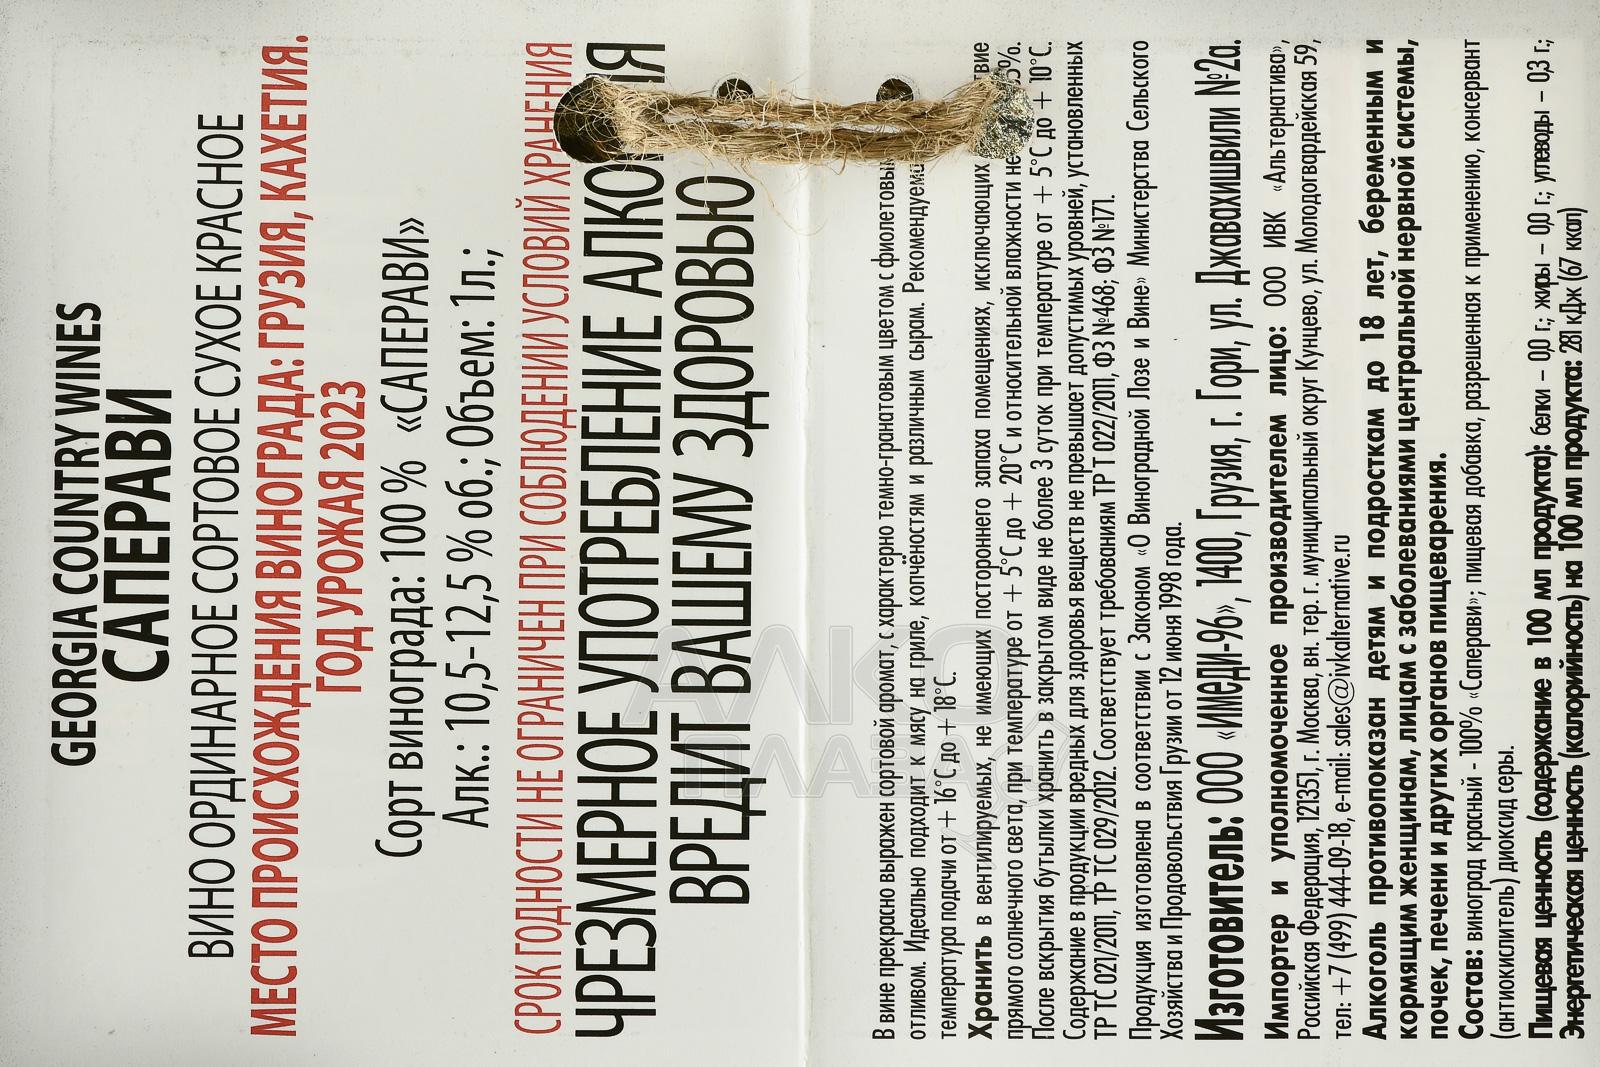 GEORGIA COUNTRY WINES
САПЕРАВИ
ВИНО ОРДИНАРНОЕ СОРТОВОЕ СУХОЕ КРАСНОЕ
МЕСТО ПРОИСХОЖДЕНИЯ ВИНОГРАДА: ГРУЗИЯ, КАХЕТИЯ.
ГОД УРОЖАЯ 2023
Сорт винограда: 100 % «САПЕРАВИ»
Алк.: 10,5-12,5 % об.; Объем: 1л.;
СРОК ГОДНОСТИ НЕ ОГРАНИЧЕН ПРИ СОБЛЮДЕНИИ УСЛОВИЙ ХРАНЕНИЯ
ЧРЕЗМЕРНОЕ УПОТРЕБЛЕНИЕ
ВРЕДИТ ВАШЕМУ ЗДОРОВЬЮ
В вине прекрасно выражен сортовой аромат, с характерно темно-гранатовым цветом с
отливом. Идеально подходит к мясу на гриле, копчёностям и различным сырам.
температура подачи от + 16°C до + 18°C.
Хранить в вентилируемых, не имеющих постороннего запаха помещениях, исключающих
прямого солнечного света, при температуре от + 5°C до + 20°C и относительной влажности не
После вскрытия бутылки хранить в закрытом виде не более 3 суток при температуре от + 5°C до + 10°C.
Содержание в продукции вредных для здоровья веществ не превышает допустимых уровней, установленных
ТР ТС 021/2011, ТР ТС 029/2012. Соответствует требованиям ТР Т 022/2011, ФЗ №468; ФЗ №171.
Продукция изготовлена в соответствии с Законом «О Виноградной Лозе и Вине» Министерства Сельского
Хозяйства и Продовольствия Грузии от 12 июня 1998 года.
Изготовитель: ООО «ИМЕДИ-96», 1400, Грузия, г. Гори, ул. Джавахишвили №2а.
Импортер и уполномоченное производителем лицо: ООО ИВК «Альтернатива»,
Российская Федерация, 121351, г. Москва, вн. тер. г. муниципальный округ Кунцево, ул. Молодогвардейская 59,
тел: +7 (499) 444-09-18, e-mail: sales@ivkalternative.ru
Алкоголь противопоказан детям и подросткам до 18 лет, беременным и
кормящим женщинам, лицам с заболеваниями центральной нервной системы,
почек, печени и других органов пищеварения.
Состав: виноград красный - 100% «Саперави»; пищевая добавка, разрешенная к применению, консервант
(антиокислитель) диоксид серы.
Пищевая ценность (содержание в 100 мл продукта): белки – 0,0 г.; жиры – 0,0 г.; углеводы – 0,3 г.;
Энергетическая ценность (калорийность) на 100 мл продукта: 281 кДж (67 ккал)
АЛКО
ПЛАЗА